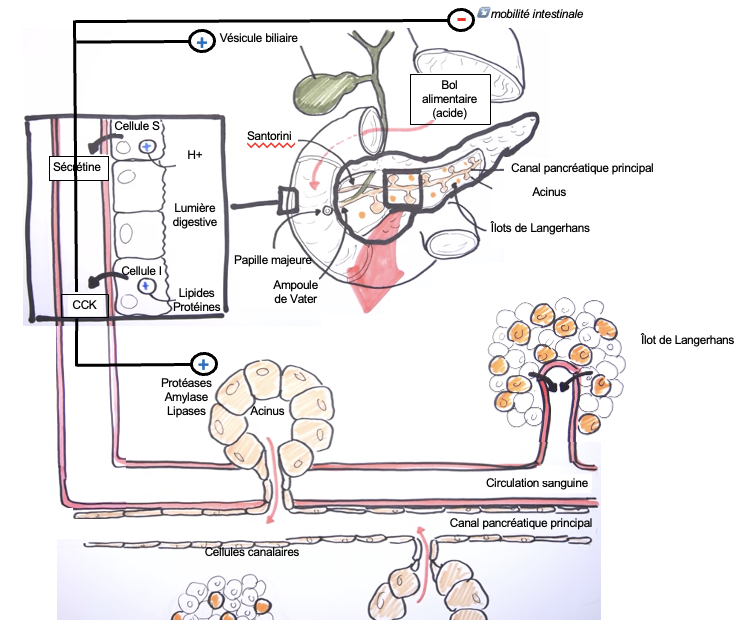 mobilité intestinale
Vésicule biliaire
Bol
alimentaire
(acide)
Cellule S
Santorini
H+
Sécrétine
Canal pancréatique principal
Acinus
Lumière
digestive
Îlots de Langerhans
Papille majeure
Cellule I
Ampoule
de Vater
Lipides
Protéines
CCK
Îlot de Langerhans
Protéases
Amylase
Lipases
Acinus
Circulation sanguine
Canal pancréatique principal
Cellules canalaires